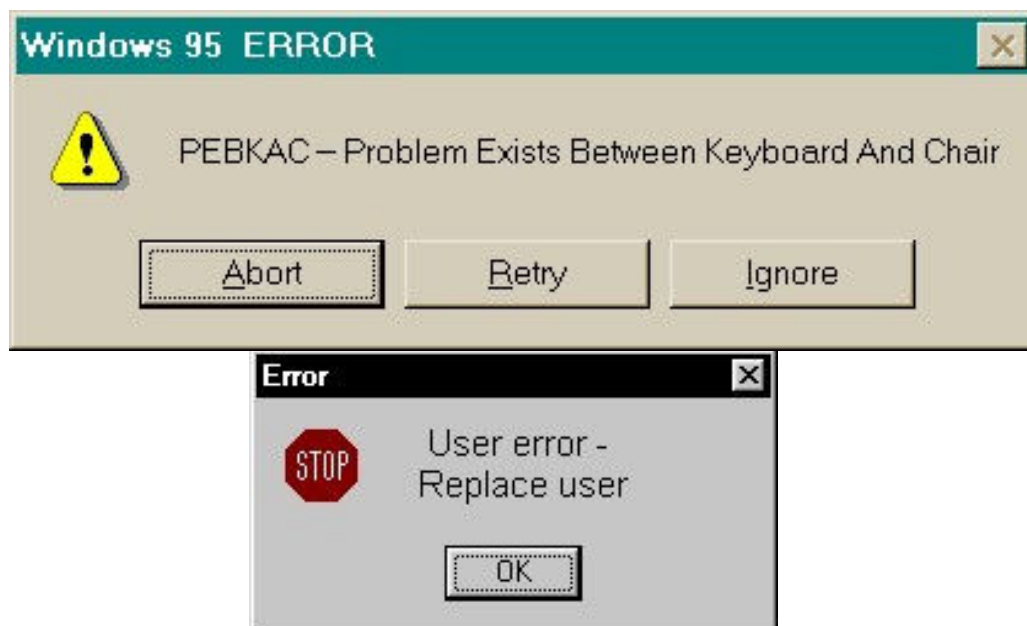 Windows 95 ERROR
PEBKAC – Problem Exists Between Keyboard And Chair
Abort Retry Ignore
Error
STOP
User error -
Replace user
OK